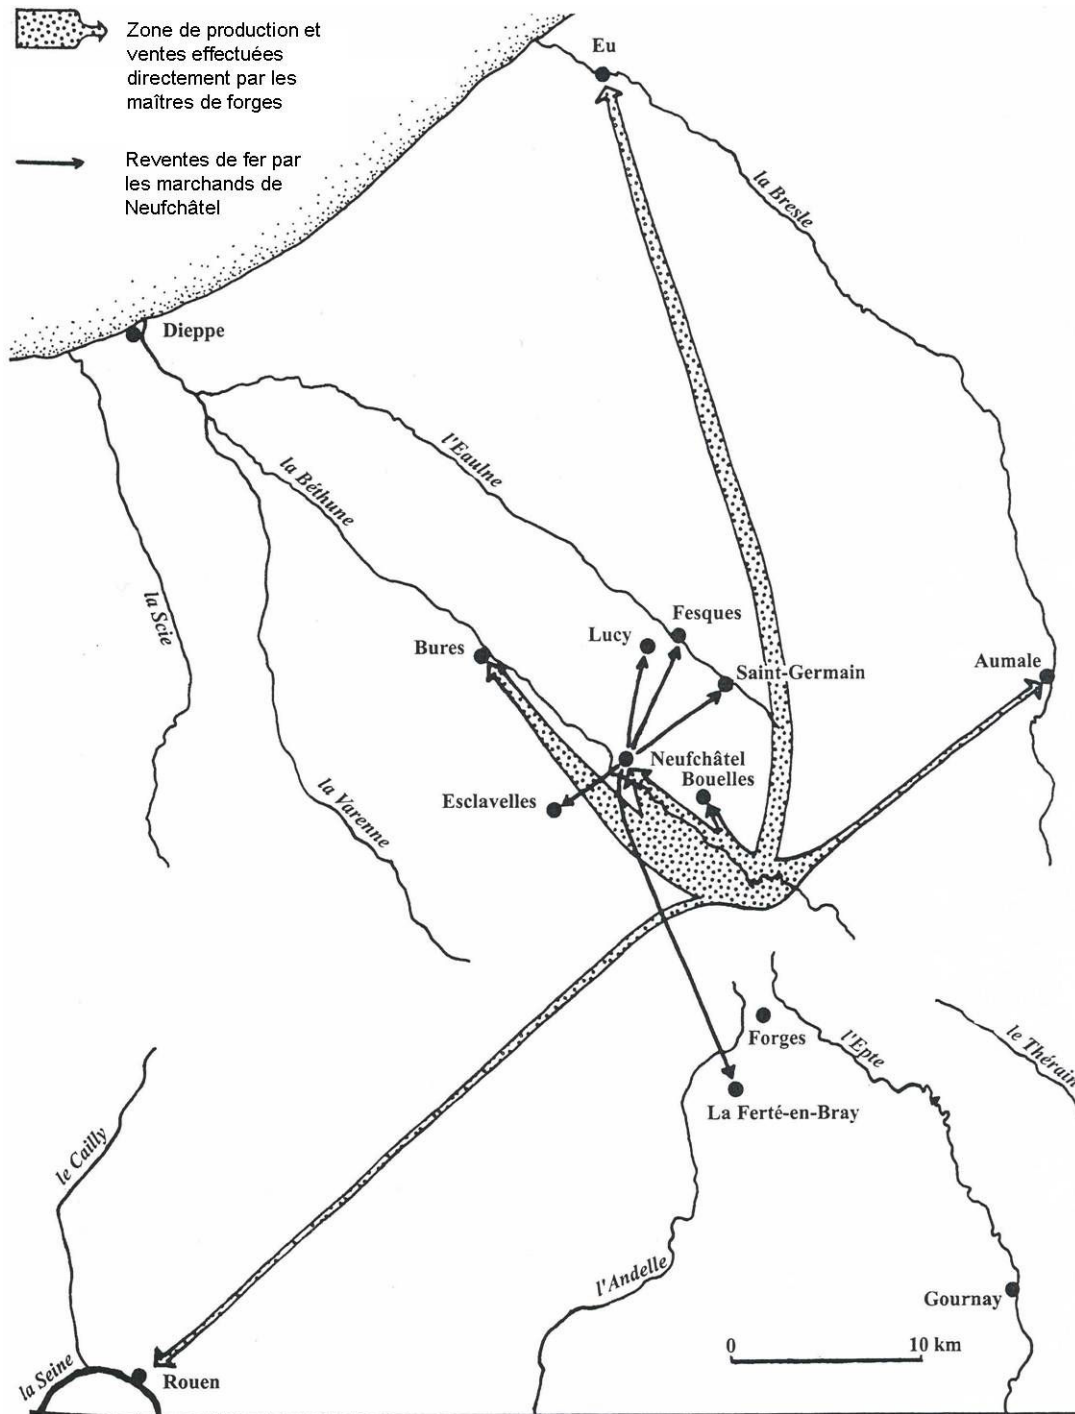 Zone de production et
ventes effectuées
directement par les
maîtres de forges
Reventes de fer par
les marchands de
Neufchâtel
Eu
la Bresle
Dieppe
l'Eaulne
la Béthune
la Scie
Fesques
Lucy
Bures
Saint-Germain
Aumale
Neufchâtel
Bouelles
Esclavelles
la Varenne
Forges
l'Epte
le Thérain
La Ferté-en-Bray
le Cailly
l'Andelle
Gournay
0 10 km
la Seine
Rouen